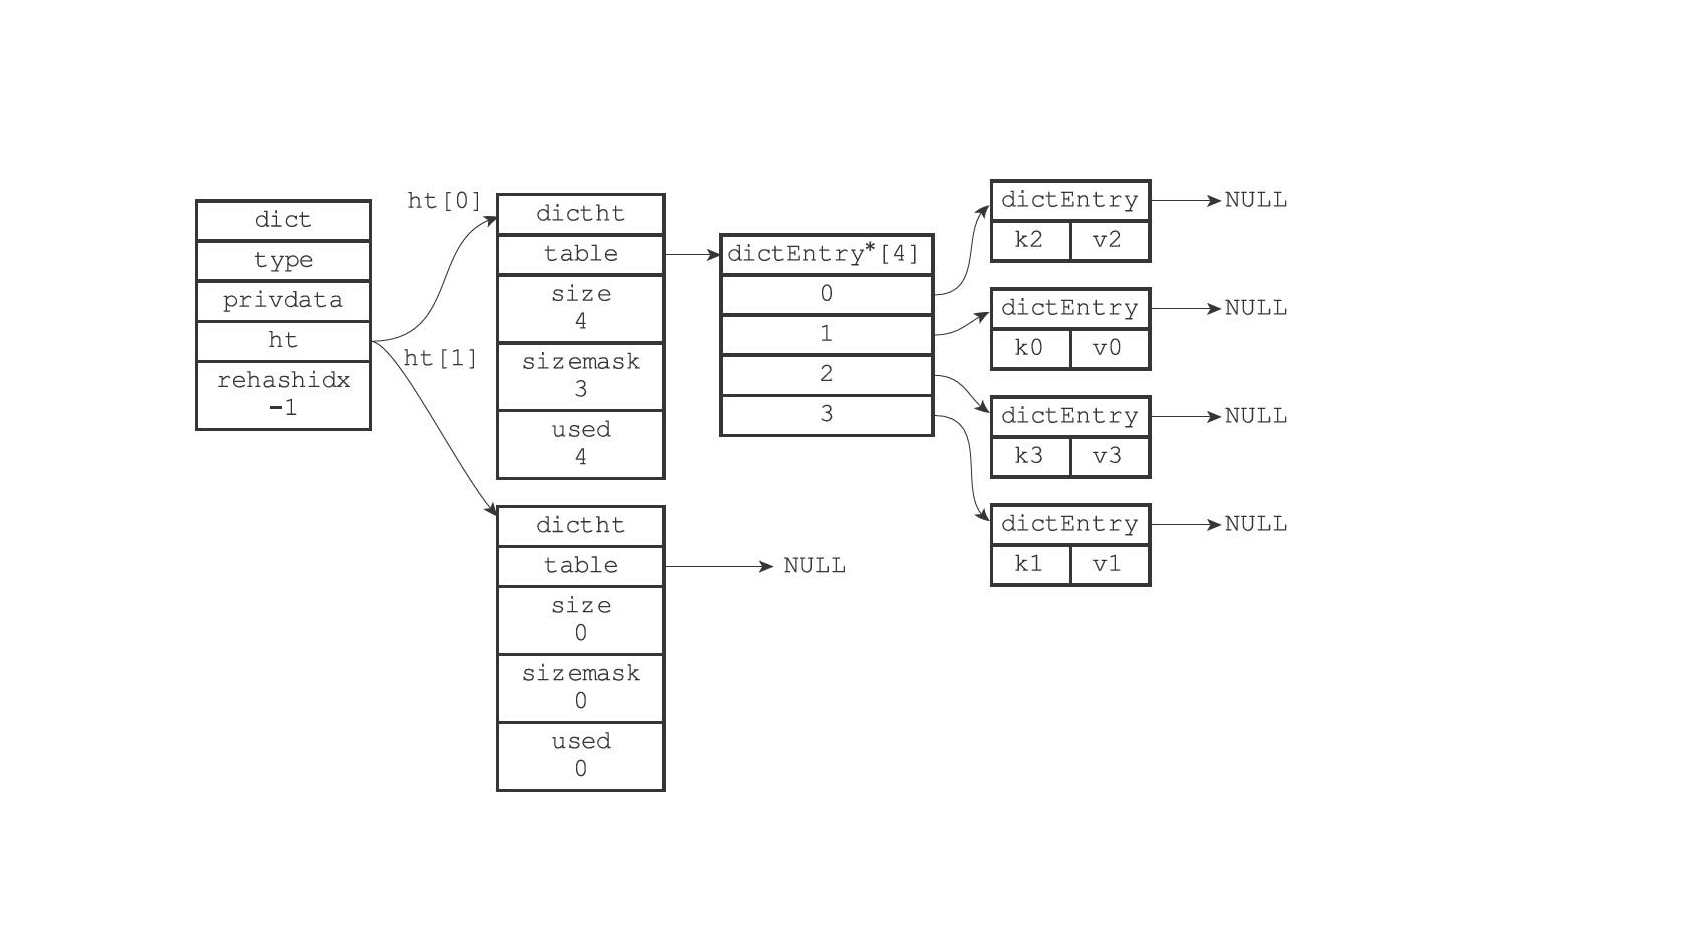 dict
type
privdata
ht
rehashidx
-1
ht[0]
ht[1]
dictht
table
size
4
sizemask
3
used
4
dictht
table
size
0
sizemask
0
used
0
NULL
dictEntry*[4]
0
1
2
3
dictEntry
k2 v2
NULL
dictEntry
k0 v0
NULL
dictEntry
k3 v3
NULL
dictEntry
k1 v1
NULL